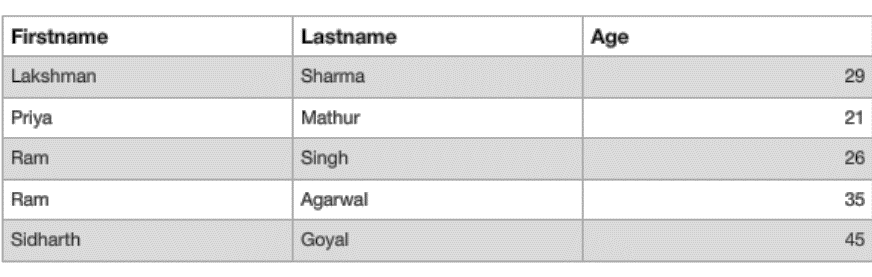 Firstname Lastname Age
Lakshman Sharma 29
Priya Mathur 21
Ram Singh 26
Ram Agarwal 35
Sidharth Goyal 45